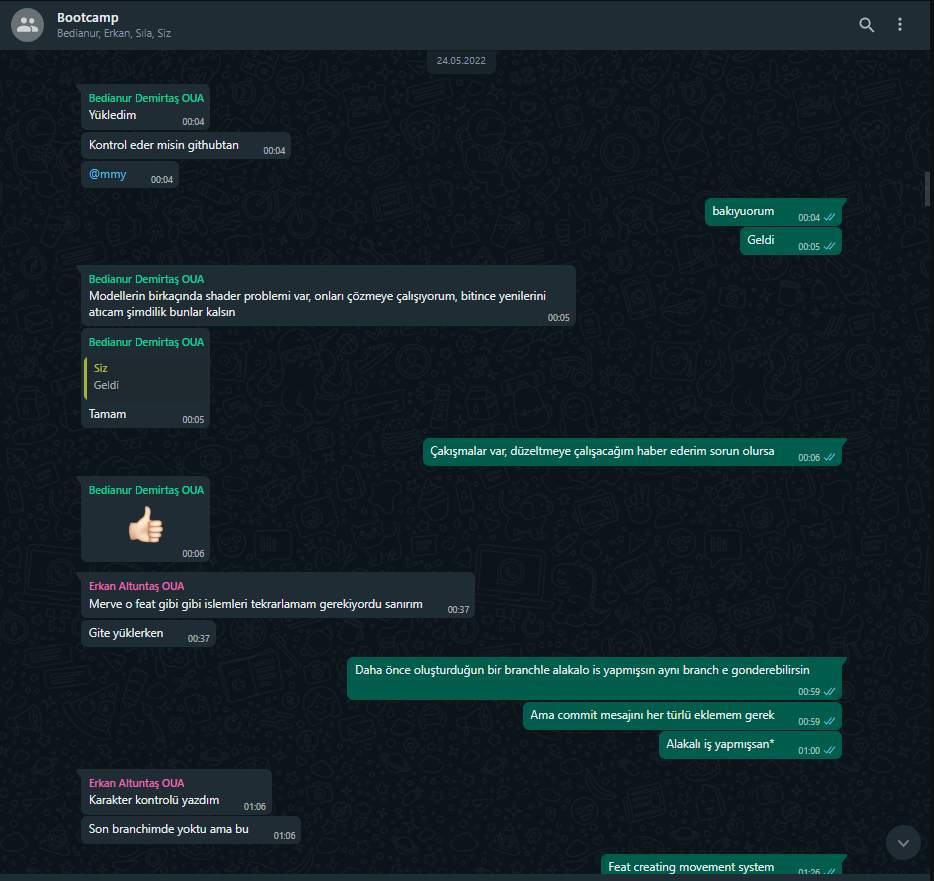 Bootcamp
Bedianur, Erkan, Sıla, Siz
24.05.2022
Bedianur Demirtaş OUA
Yükledim
00:04
Kontrol eder misin githubtan
00:04
@mmy
00:04
bakıyuorum
00:04
Geldi
00:05
Bedianur Demirtaş OUA
Modellerin birkaçında shader problemi var, onları çözmeye çalışıyorum, bitince yenilerini
atıcam şimdilik bunlar kalsın
00:05
Bedianur Demirtaş OUA
Siz
Geldi
Tamam
00:05
Çakışmalar var, düzeltmeye çalışacağım haber ederim sorun olursa
00:06
Bedianur Demirtaş OUA
00:06
Erkan Altuntaş OUA
Merve o feat gibi gibi islemleri tekrarlamam gerekiyordu sanırım
00:37
Gite yüklerken
00:37
Daha önce oluşturduğun bir branchle alakalo is yapmışsın aynı branch e gonderebilirsin
00:59
Ama commit mesajını her türlü eklemem gerek
00:59
Alakalı iş yapmışsan*
01:00
Erkan Altuntaş OUA
Karakter kontrolü yazdım
01:06
Son branchimde yoktu ama bu
01:06
Feat creating movement system
01:26